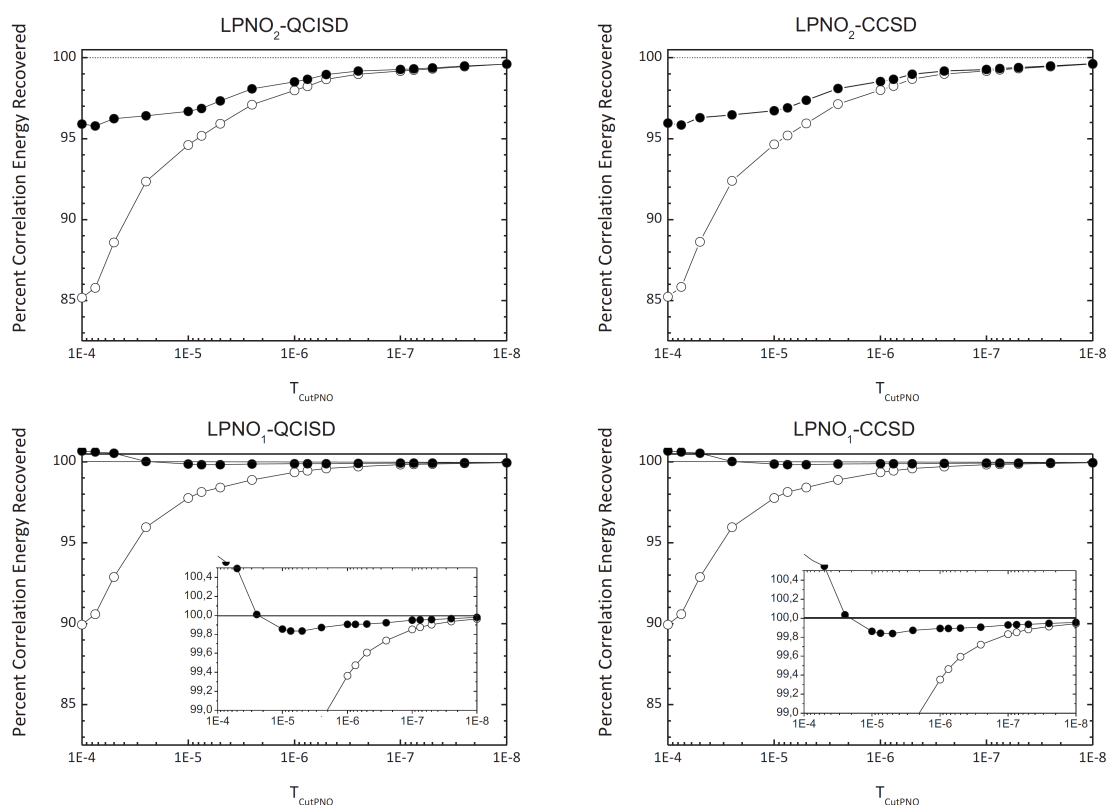 LPNO2-QCISD
Percent Correlation Energy Recovered
100
95
90
85
1E-4 1E-5 1E-6 1E-7 1E-8
TCutPNO
LPNO2-CCSD
Percent Correlation Energy Recovered
100
95
90
85
1E-4 1E-5 1E-6 1E-7 1E-8
TCutPNO
LPNO1-QCISD
Percent Correlation Energy Recovered
100
95
90
85
100,4
100,2
100,0
99,8
99,6
99,4
99,2
99,0
1E-4 1E-5 1E-6 1E-7 1E-8
1E-4 1E-5 1E-6 1E-7 1E-8
TCutPNO
LPNO1-CCSD
Percent Correlation Energy Recovered
100
95
90
85
100,4
100,2
100,0
99,8
99,6
99,4
99,2
99,0
1E-4 1E-5 1E-6 1E-7 1E-8
1E-4 1E-5 1E-6 1E-7 1E-8
TCutPNO